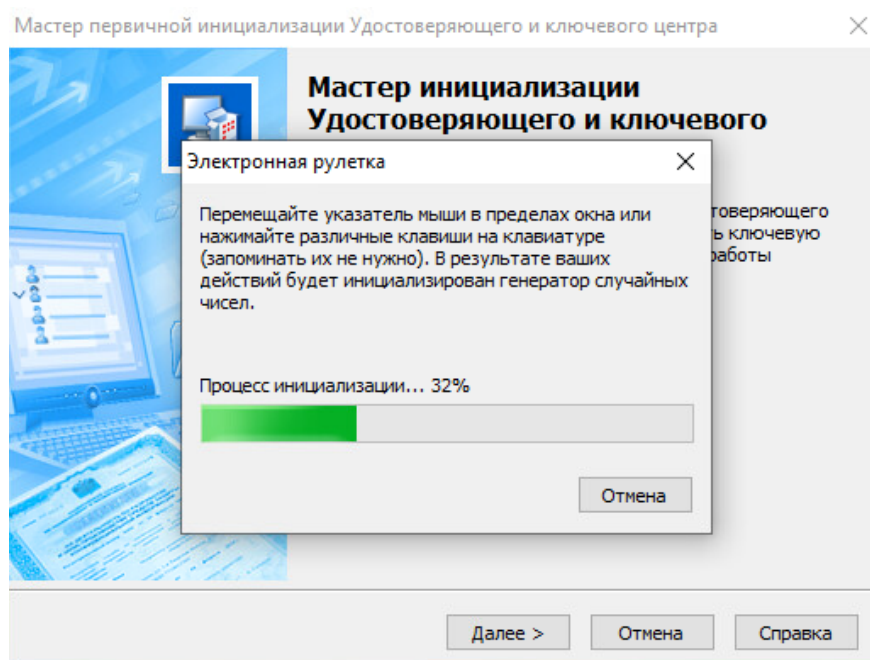 Мастер первичной инициализации Удостоверяющего и ключевого центра
Мастер инициализации
Удостоверяющего и ключевого
Электронная рулетка
Перемещайте указатель мыши в пределах окна или
нажимайте различные клавиши на клавиатуре
(запоминать их не нужно). В результате ваших
действий будет инициализирован генератор случайных
чисел.
ключевую
Процесс инициализации... 32%
Отмена
Далее >
Отмена
Справка